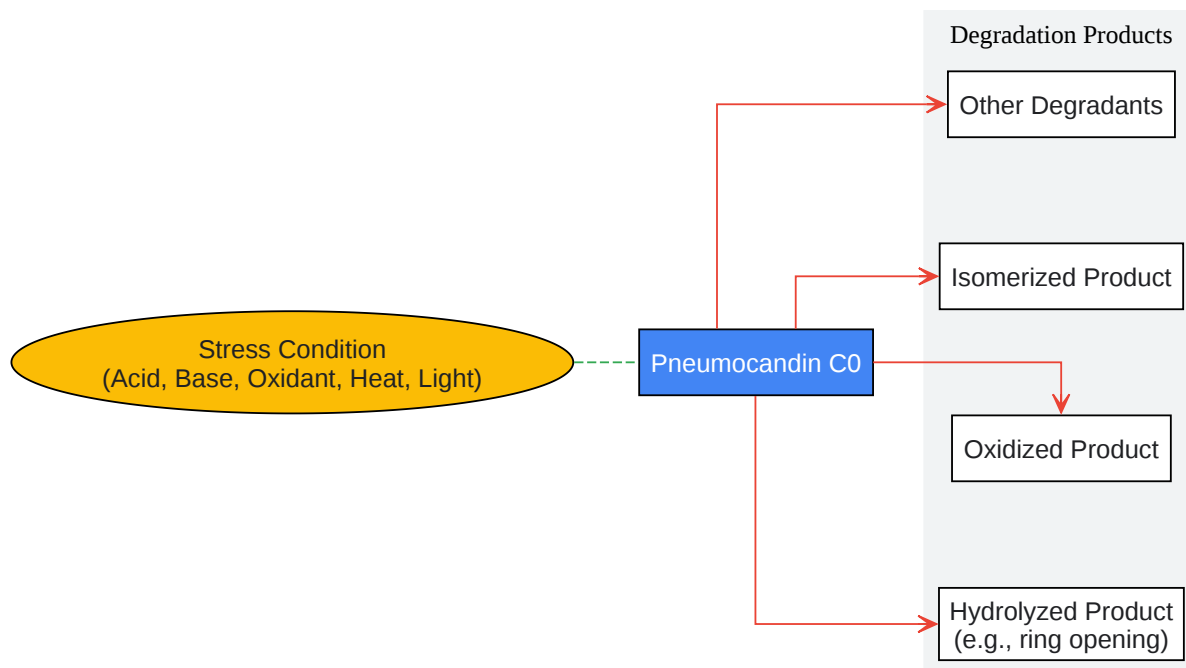 Degradation Products
Other Degradants
Isomerized Product
Stress Condition
(Acid, Base, Oxidant, Heat, Light)
Pneumocandin C0
Oxidized Product
Hydrolyzed Product
(e.g., ring opening)